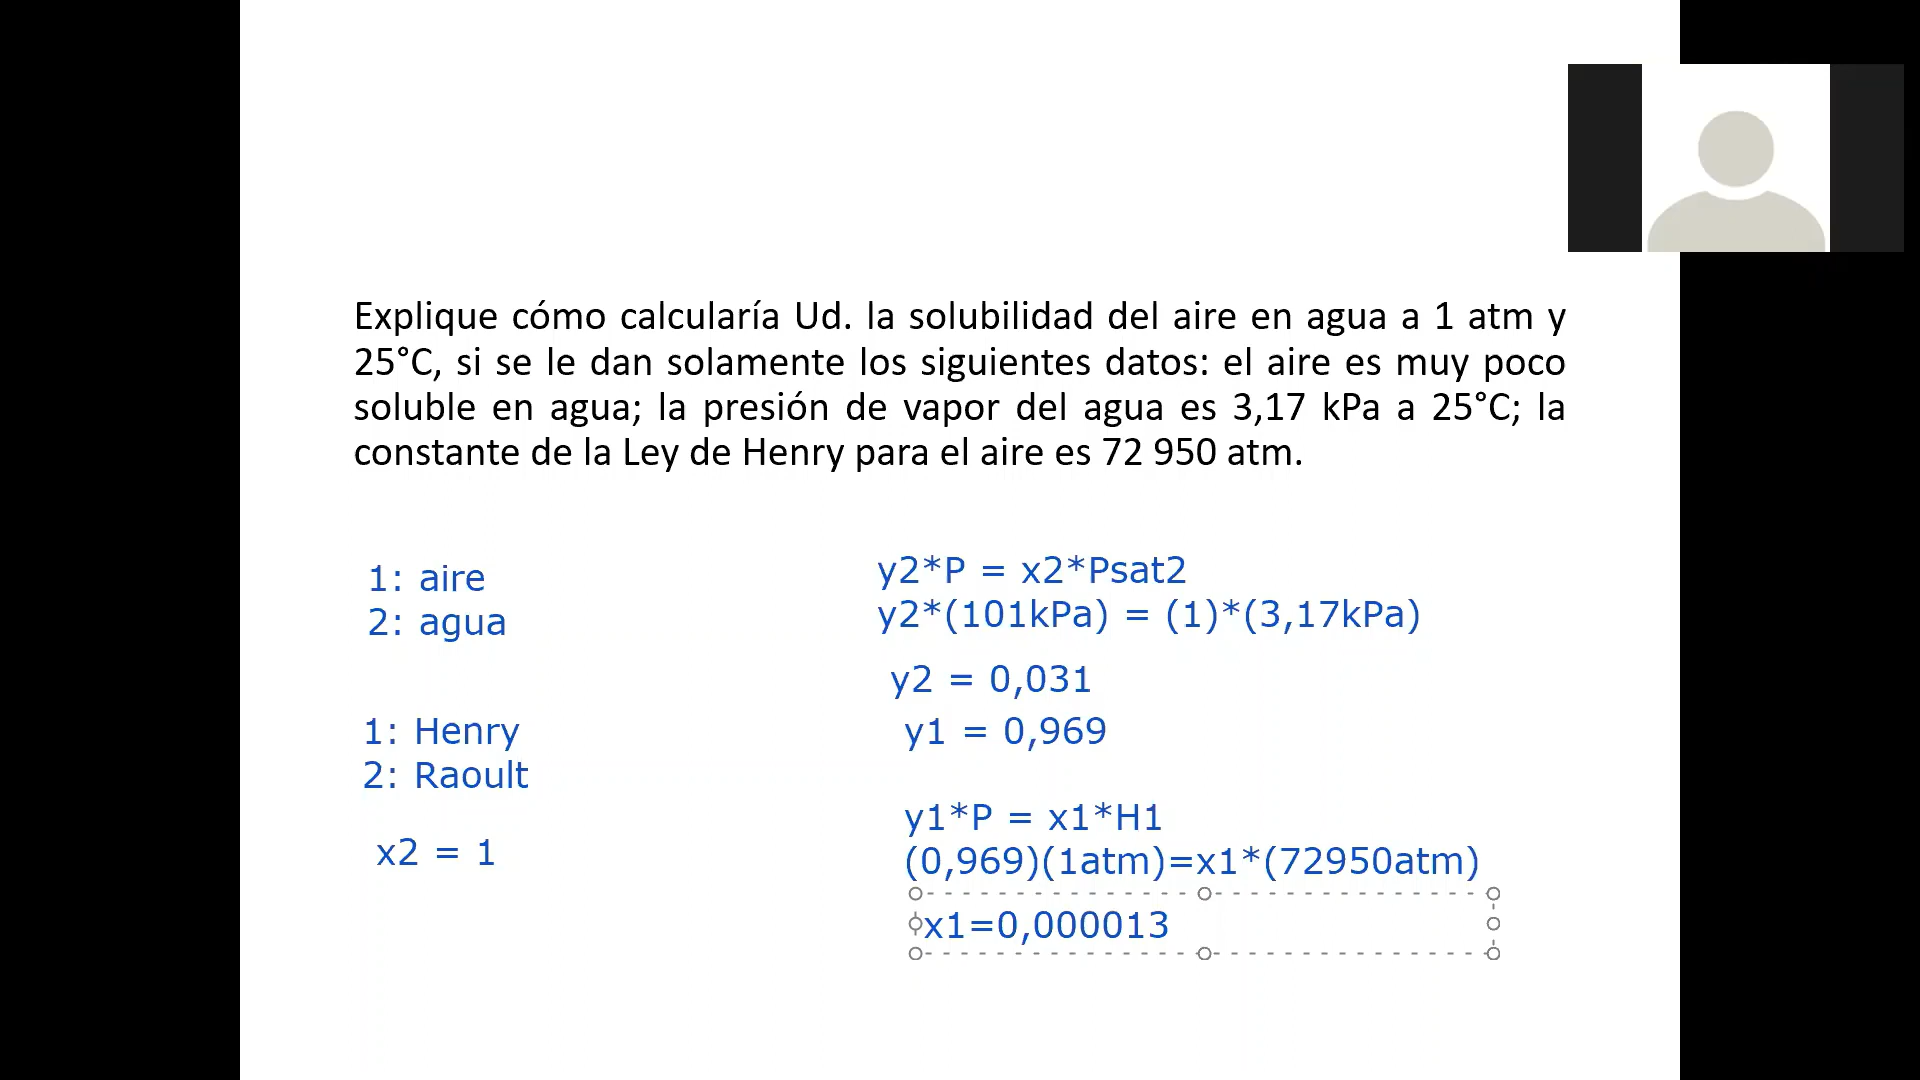 Explique cómo calcularía Ud. la solubilidad del aire en agua a 1 atm y
25°C, si se le dan solamente los siguientes datos: el aire es muy poco
soluble en agua; la presión de vapor del agua es 3,17 kPa a 25°C; la
constante de la Ley de Henry para el aire es 72 950 atm.
1: aire
2: agua
1: Henry
2: Raoult
x2 = 1
y2*P = x2*Psat2
y2*(101kPa) = (1)*(3,17kPa)
y2 = 0,031
y1 = 0,969
y1*P = x1*H1
(0,969)(1atm)=x1*(72950atm)
x1=0,000013